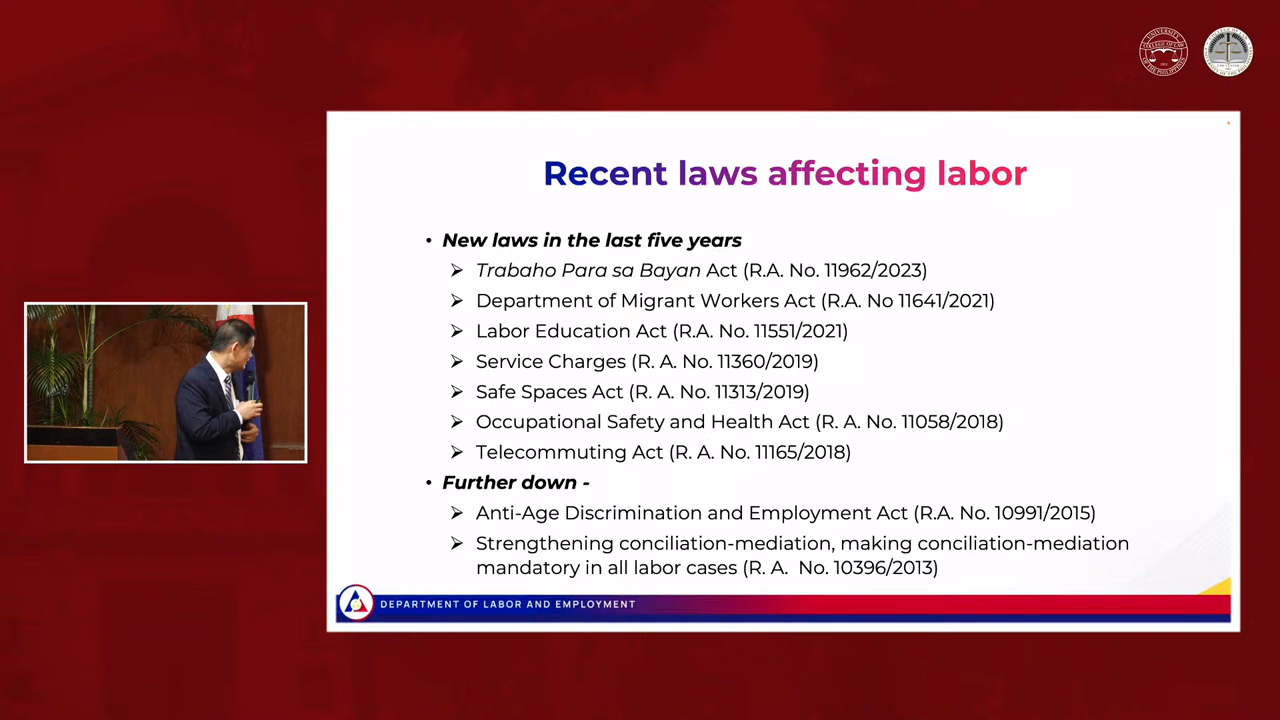 Recent laws affecting labor
• New laws in the last five years
➢ Trabaho Para sa Bayan Act (R.A. No. 11962/2023)
➢ Department of Migrant Workers Act (R.A. No 11641/2021)
➢ Labor Education Act (R.A. No. 11551/2021)
➢ Service Charges (R. A. No. 11360/2019)
➢ Safe Spaces Act (R. A. No. 11313/2019)
➢ Occupational Safety and Health Act (R. A. No. 11058/2018)
➢ Telecommuting Act (R. A. No. 11165/2018)
• Further down -
➢ Anti-Age Discrimination and Employment Act (R.A. No. 10991/2015)
➢ Strengthening conciliation-mediation, making conciliation-mediation
mandatory in all labor cases (R. A. No. 10396/2013)
DEPARTMENT OF LABOR AND EMPLOYMENT